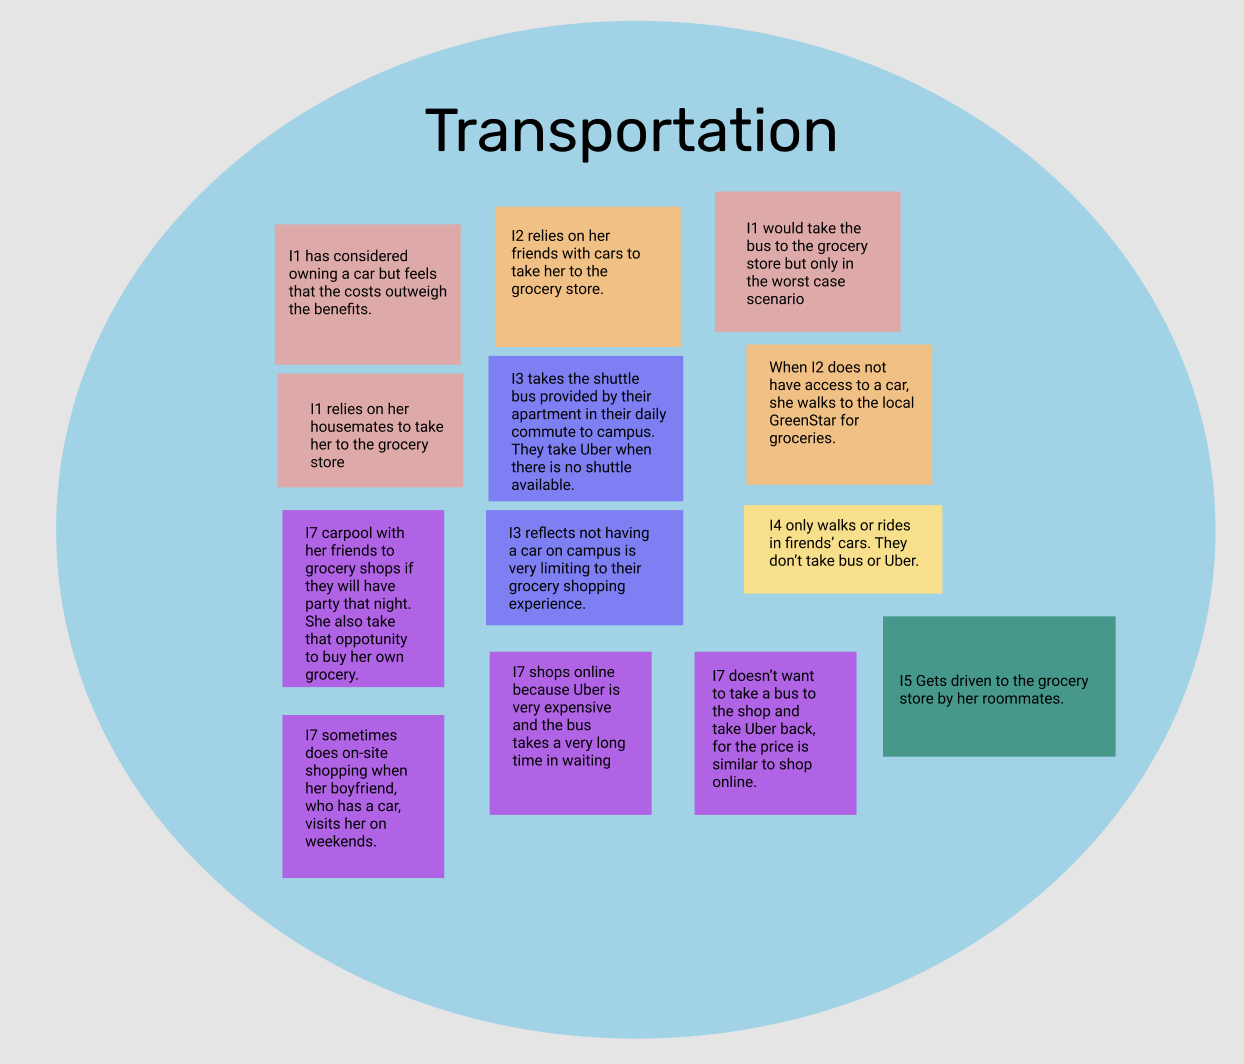 Transportation
I1 has considered
owning a car but feels
that the costs outweigh
the benefits.
I2 relies on her
friends with cars to
take her to the
grocery store.
I1 would take the
bus to the grocery
store but only in
the worst case
scenario
I1 relies on her
housemates to take
her to the grocery
store
I3 takes the shuttle
bus provided by their
apartment in their daily
commute to campus.
They take Uber when
there is no shuttle
available.
When I2 does not
have access to a car,
she walks to the local
GreenStar for
groceries.
I7 carpool with
her friends to
grocery shops if
they will have
party that night.
She also take
that oppotunity
to buy her own
grocery.
I3 reflects not having
a car on campus is
very limiting to their
grocery shopping
experience.
I4 only walks or rides
in firends’ cars. They
don’t take bus or Uber.
I5 Gets driven to the grocery
store by her roommates.
I7 shops online
because Uber is
very expensive
and the bus
takes a very long
time in waiting
I7 doesn’t want
to take a bus to
the shop and
take Uber back,
for the price is
similar to shop
online.
I7 sometimes
does on-site
shopping when
her boyfriend,
who has a car,
visits her on
weekends.